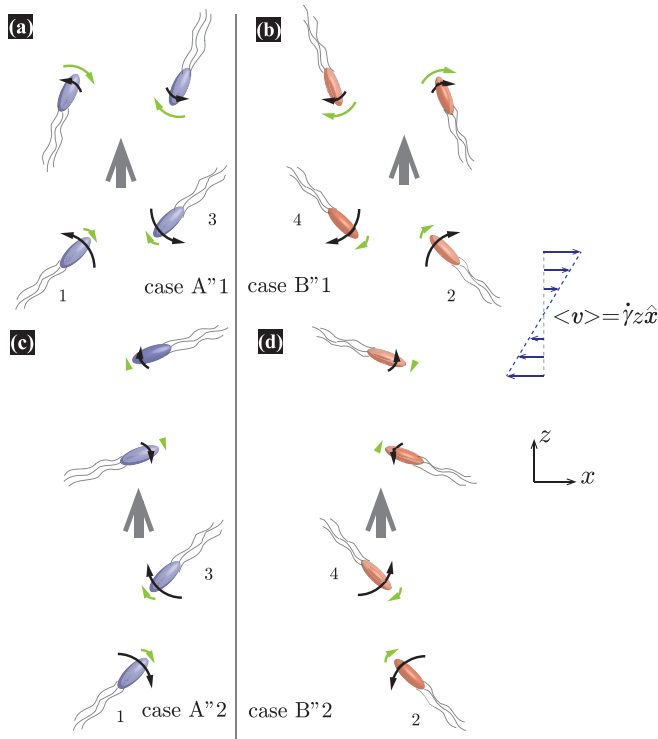 (a)
(b)
3
4
1
case A"1
case B"1
2
<v>=γ̇zx̂
(c)
(d)
z
x
3
4
1
case A"2
case B"2
2